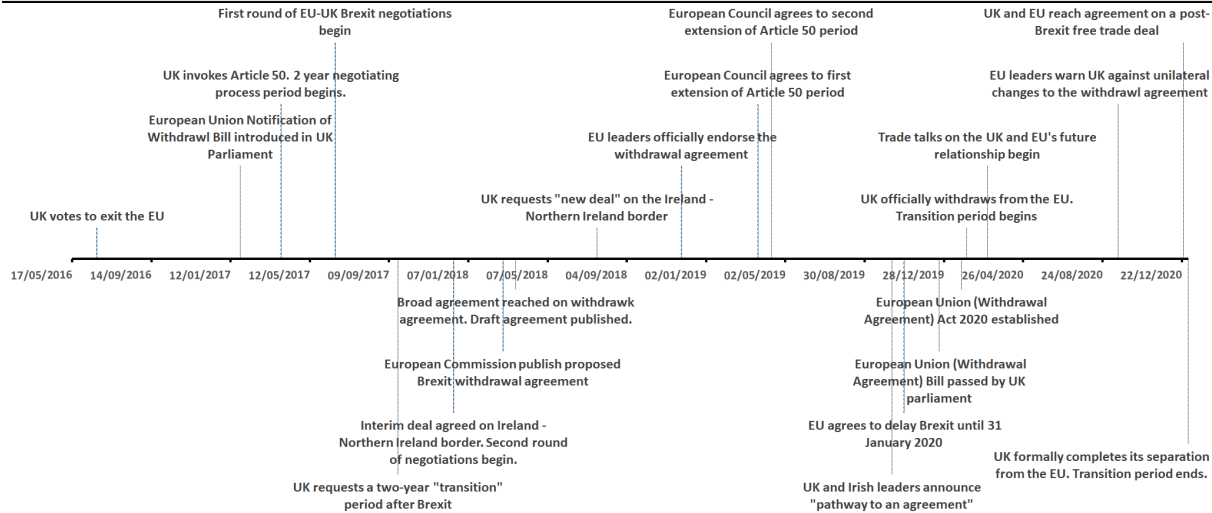 First round of EU-UK Brexit negotiations
begin
European Council agrees to second
extension of Article 50 period
UK and EU reach agreement on a post-
Brexit free trade deal
UK invokes Article 50. 2 year negotiating
process period begins.
European Council agrees to first
extension of Article 50 period
EU leaders warn UK against unilateral
changes to the withdrawl agreement
European Union Notification of
Withdrawl Bill introduced in UK
Parliament
EU leaders officially endorse the
withdrawal agreement
Trade talks on the UK and EU's future
relationship begin
UK votes to exit the EU
UK requests "new deal" on the Ireland -
Northern Ireland border
UK officially withdraws from the EU.
Transition period begins
17/05/2016
14/09/2016
12/01/2017
12/05/2017
09/09/2017
07/01/2018
07/05/2018
04/09/2018
02/01/2019
02/05/2019
30/08/2019
28/12/2019
26/04/2020
24/08/2020
22/12/2020
Broad agreement reached on withdrawk
agreement. Draft agreement published.
European Union (Withdrawal
Agreement) Act 2020 established
European Commission publish proposed
Brexit withdrawal agreement
European Union (Withdrawal
Agreement) Bill passed by UK
parliament
Interim deal agreed on Ireland -
Northern Ireland border. Second round
of negotiations begin.
EU agrees to delay Brexit until 31
January 2020
UK formally completes its separation
from the EU. Transition period ends.
UK requests a two-year "transition"
period after Brexit
UK and Irish leaders announce
"pathway to an agreement"